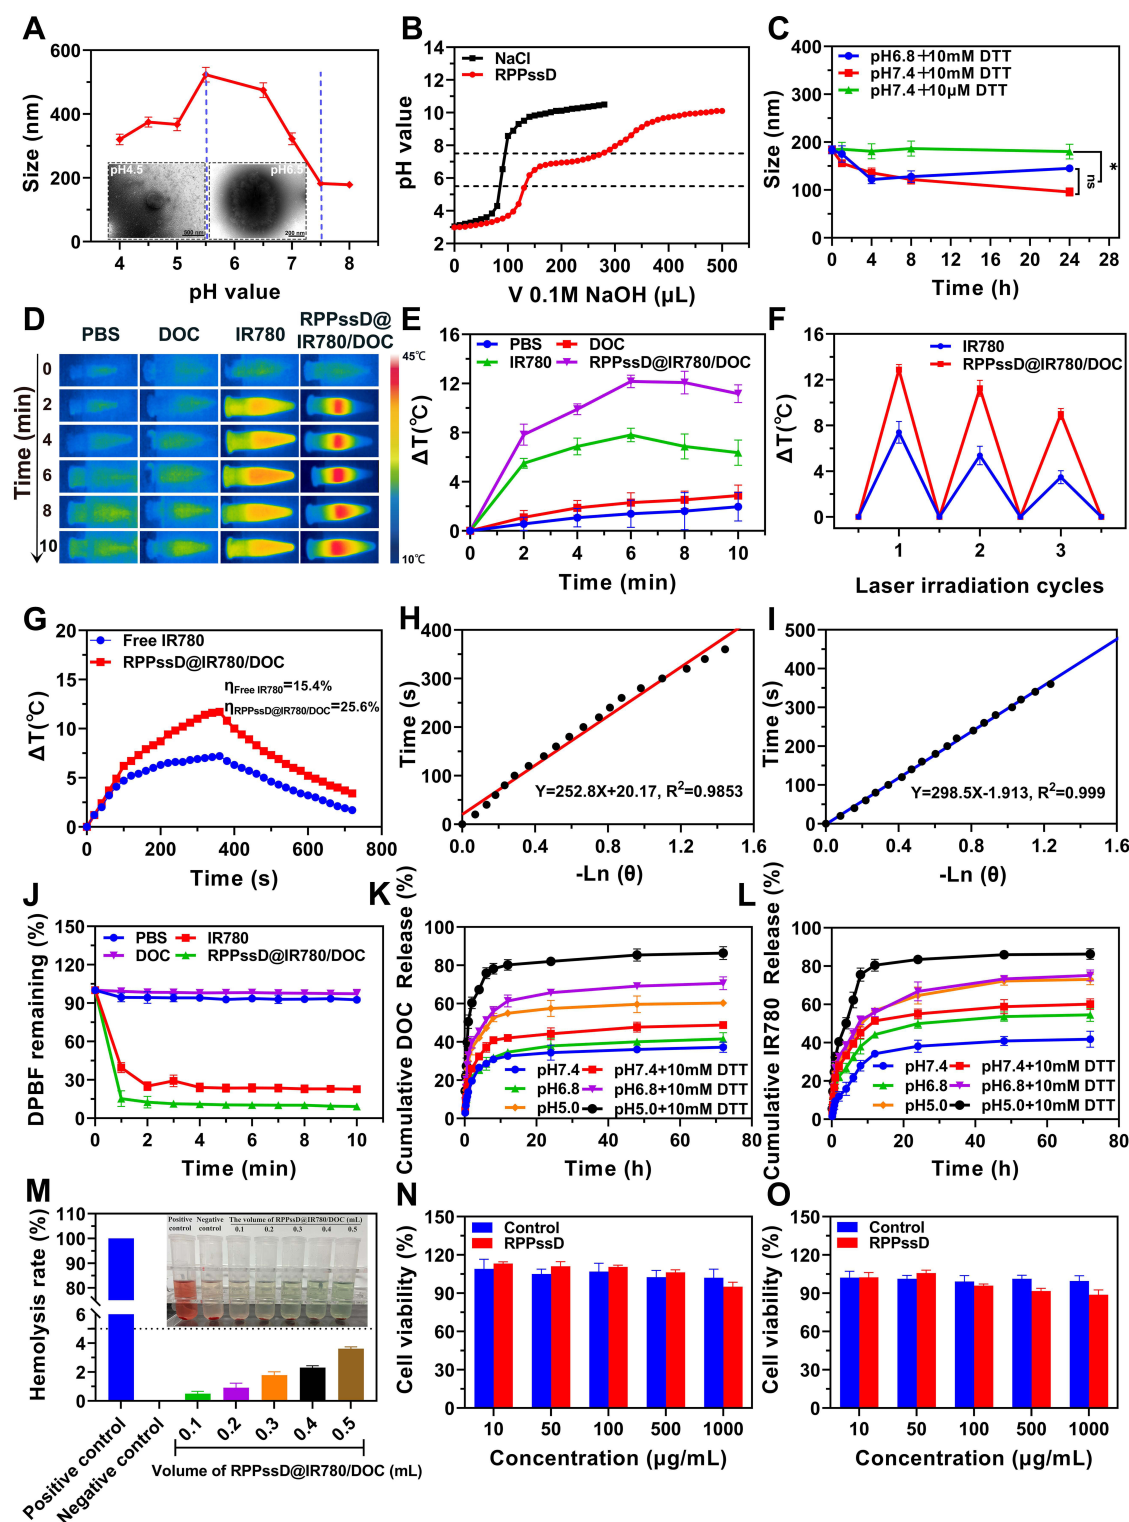 A
Size (nm)
600
400
200
0
4 5 6 7 8
pH value
pH4.5
500 nm
pH6.5
200 nm
B
pH value
14
12
10
8
6
4
2
0 100 200 300 400 500
V 0.1M NaOH (µL)
NaCl
RPPssD
C
Size (nm)
400
300
200
100
0
0 4 8 12 16 20 24 28
Time (h)
pH6.8+10mM DTT
pH7.4+10mM DTT
pH7.4+10µM DTT
ns
*
D
PBS DOC IR780 RPPssD@
IR780/DOC
Time (min)
0
2
4
6
8
10
45℃
10℃
E
ΔT(℃)
16
12
8
4
0
0 2 4 6 8 10
Time (min)
PBS DOC
IR780 RPPssD@IR780/DOC
F
ΔT(℃)
16
12
8
4
0
1 2 3
Laser irradiation cycles
IR780
RPPssD@IR780/DOC
G
ΔT(℃)
20
15
10
5
0
0 200 400 600 800
Time (s)
Free IR780
RPPssD@IR780/DOC
ηFree IR780=15.4%
ηRPPssD@IR780/DOC=25.6%
H
Time (s)
400
300
200
100
0
0.0 0.4 0.8 1.2 1.6
-Ln (θ)
Y=252.8X+20.17, R²=0.9853
I
Time (s)
500
400
300
200
100
0
0.0 0.4 0.8 1.2 1.6
-Ln (θ)
Y=298.5X-1.913, R²=0.999
J
DPBF remaining (%)
150
120
90
60
30
0
0 2 4 6 8 10
Time (min)
PBS IR780
DOC RPPssD@IR780/DOC
K
Cumulative DOC Release (%)
100
80
60
40
20
0
0 20 40 60 80
Time (h)
pH7.4 pH7.4+10mM DTT
pH6.8 pH6.8+10mM DTT
pH5.0 pH5.0+10mM DTT
L
Cumulative IR780 Release (%)
100
80
60
40
20
0
0 20 40 60 80
Time (h)
pH7.4 pH7.4+10mM DTT
pH6.8 pH6.8+10mM DTT
pH5.0 pH5.0+10mM DTT
M
Hemolysis rate (%)
110
100
90
80
6
4
2
0
Positive control
Negative control
0.1 0.2 0.3 0.4 0.5
Volume of RPPssD@IR780/DOC (mL)
Positive Negative The volume of RPPssD@IR780/DOC (mL)
control control 0.1 0.2 0.3 0.4 0.5
N
Cell viability (%)
150
120
90
60
30
0
10 50 100 500 1000
Concentration (µg/mL)
Control
RPPssD
O
Cell viability (%)
150
120
90
60
30
0
10 50 100 500 1000
Concentration (µg/mL)
Control
RPPssD